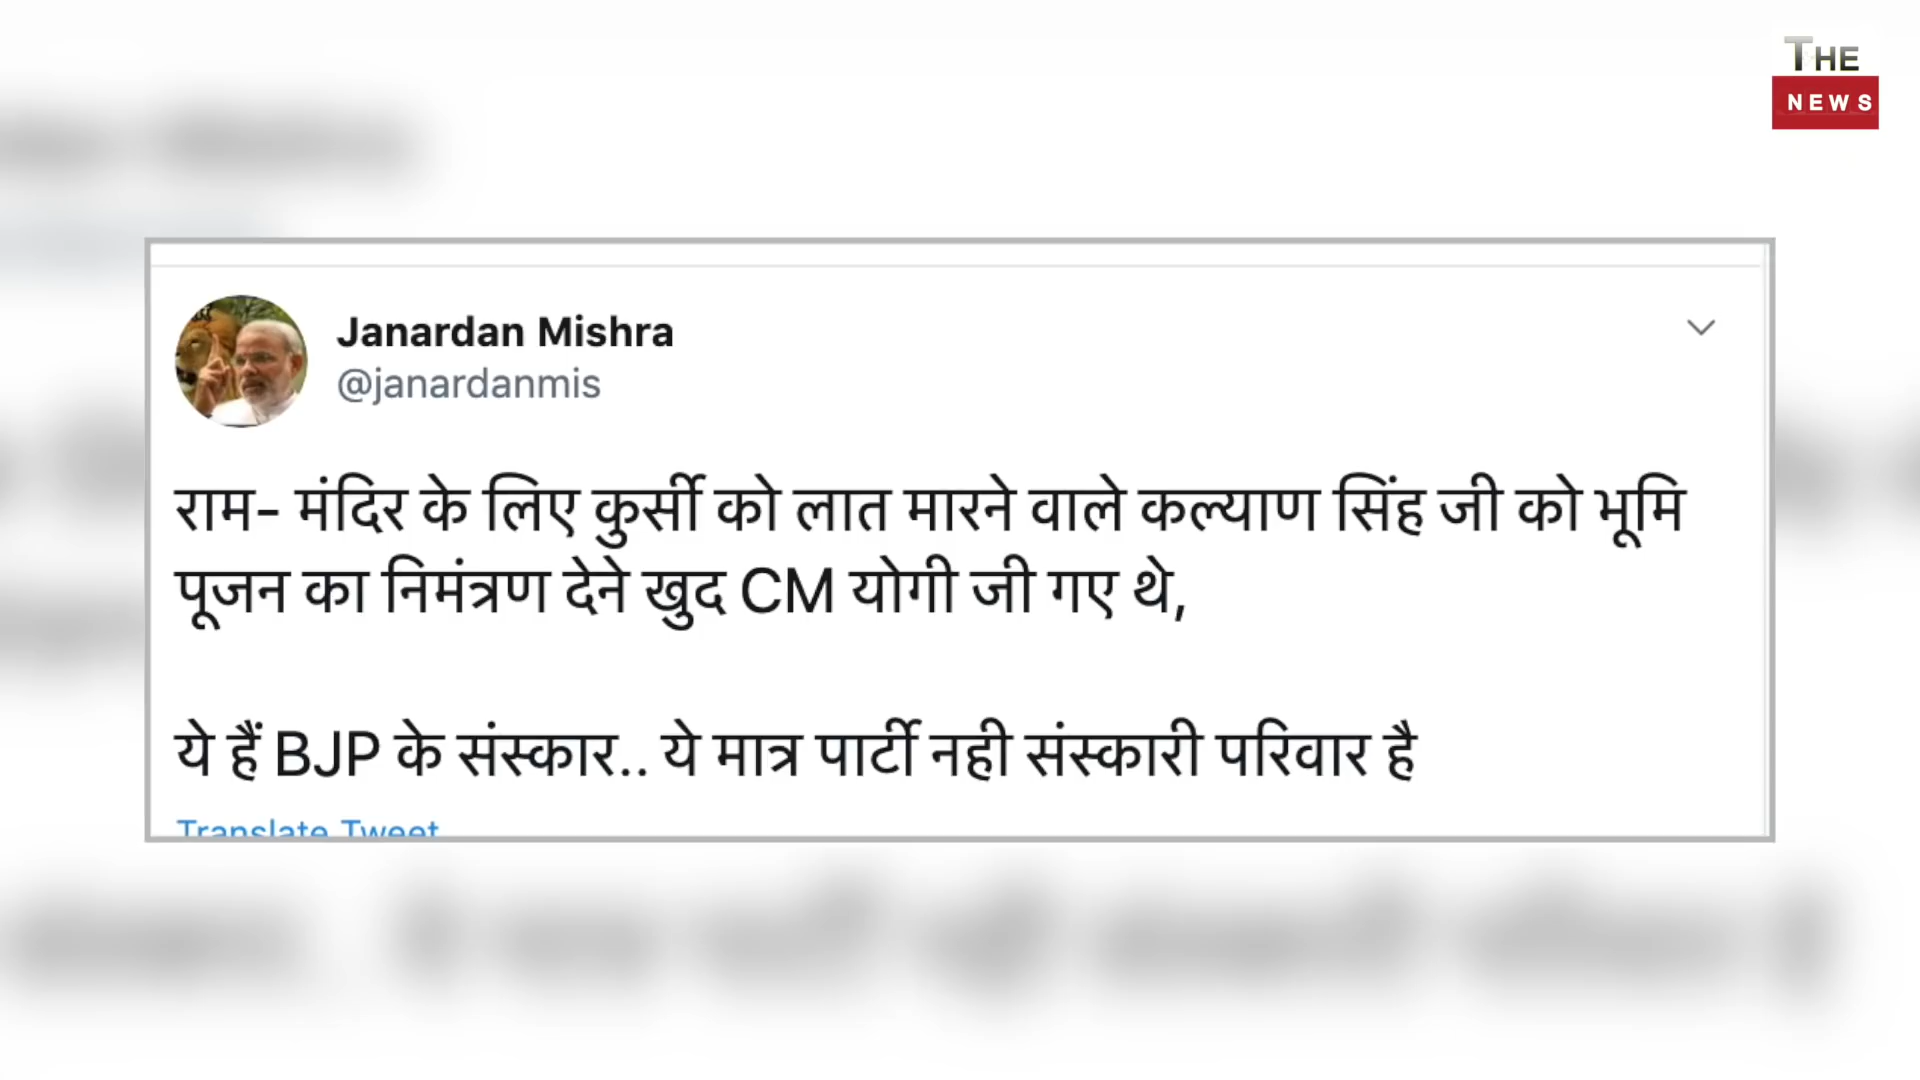 THE
NEWS
Janardan Mishra
@janardanmis
राम- मंदिर के लिए कुर्सी को लात मारने वाले कल्याण सिंह जी को भूमि
पूजन का निमंत्रण देने खुद CM योगी जी गए थे,
ये हैं BJP के संस्कार.. ये मात्र पार्टी नही संस्कारी परिवार है
Translate Tweet